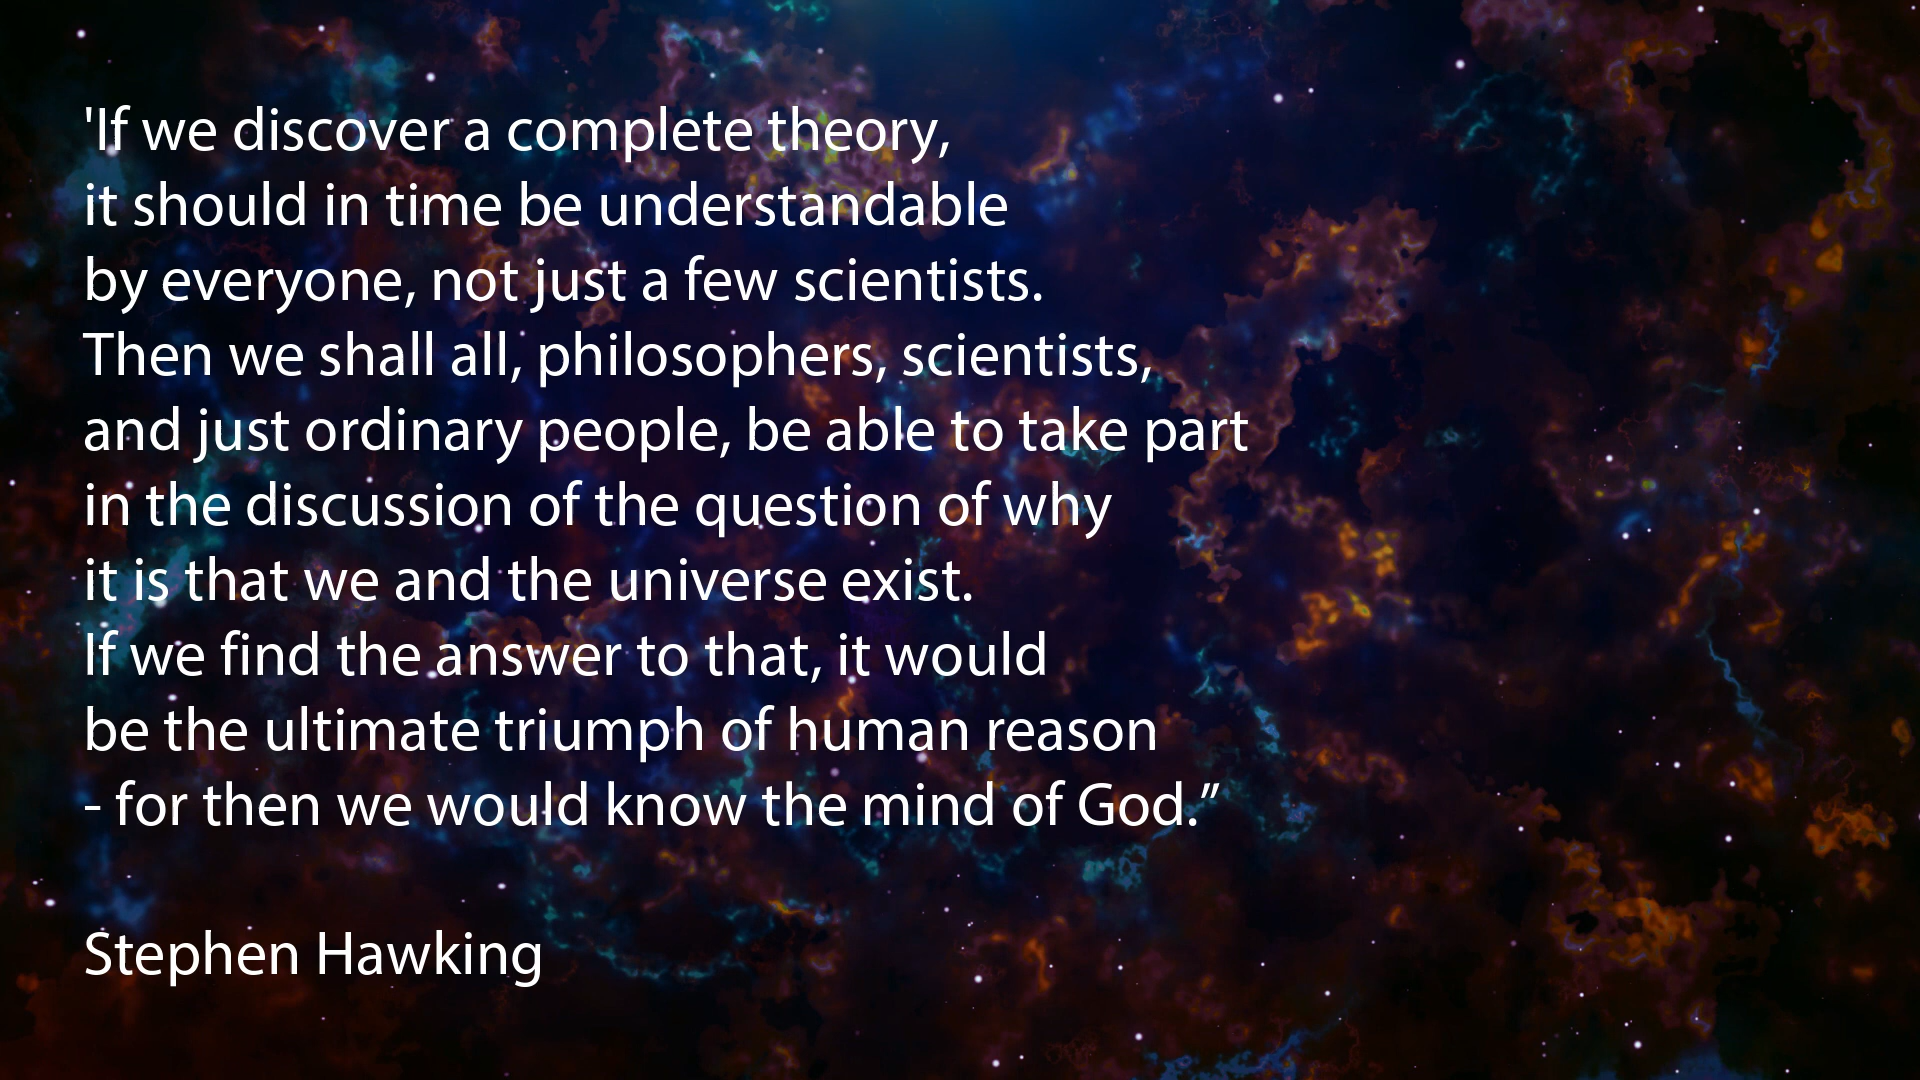 'If we discover a complete theory,
it should in time be understandable
by everyone, not just a few scientists.
Then we shall all, philosophers, scientists,
and just ordinary people, be able to take part
in the discussion of the question of why
it is that we and the universe exist.
If we find the answer to that, it would
be the ultimate triumph of human reason
- for then we would know the mind of God.”
Stephen Hawking